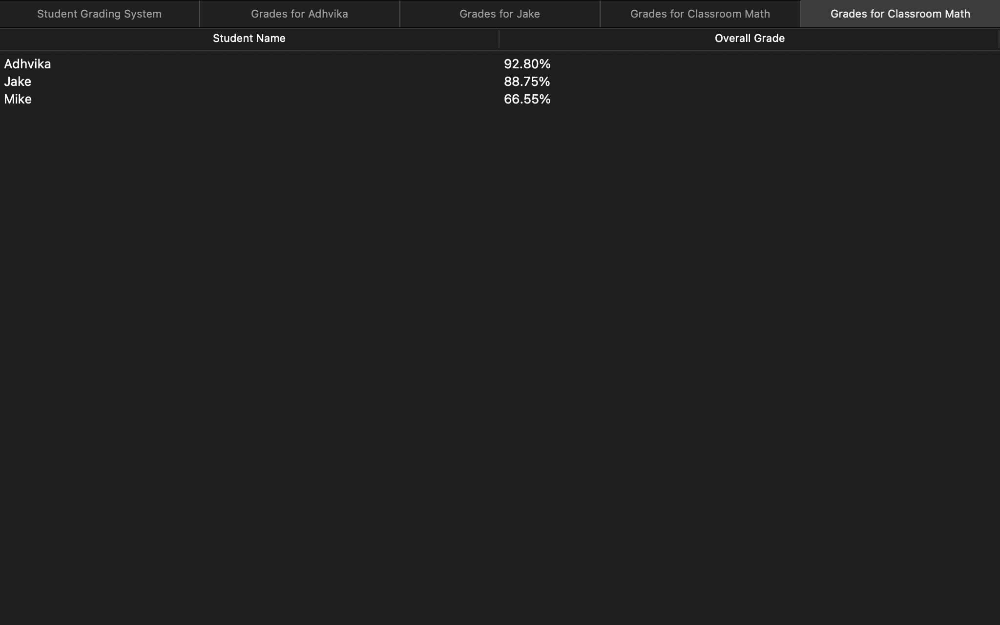 Student Grading System Grades for Adhvika Grades for Jake Grades for Classroom Math Grades for Classroom Math
Student Name Overall Grade
Adhvika 92.80%
Jake 88.75%
Mike 66.55%